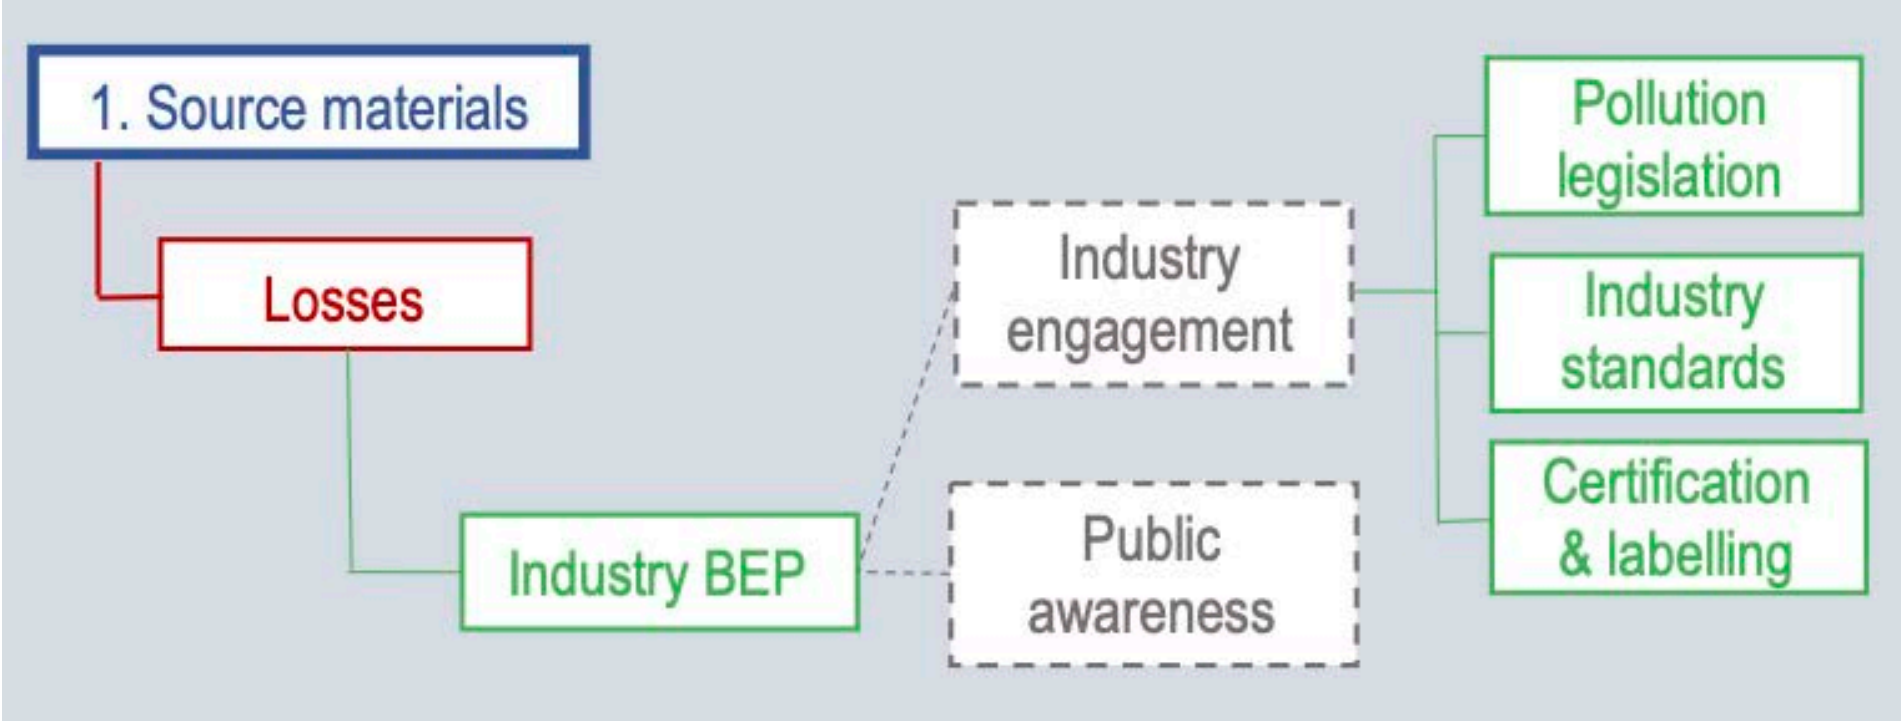 1. Source materials
Losses
Industry BEP
Industry
engagement
Public
awareness
Pollution
legislation
Industry
standards
Certification
& labelling